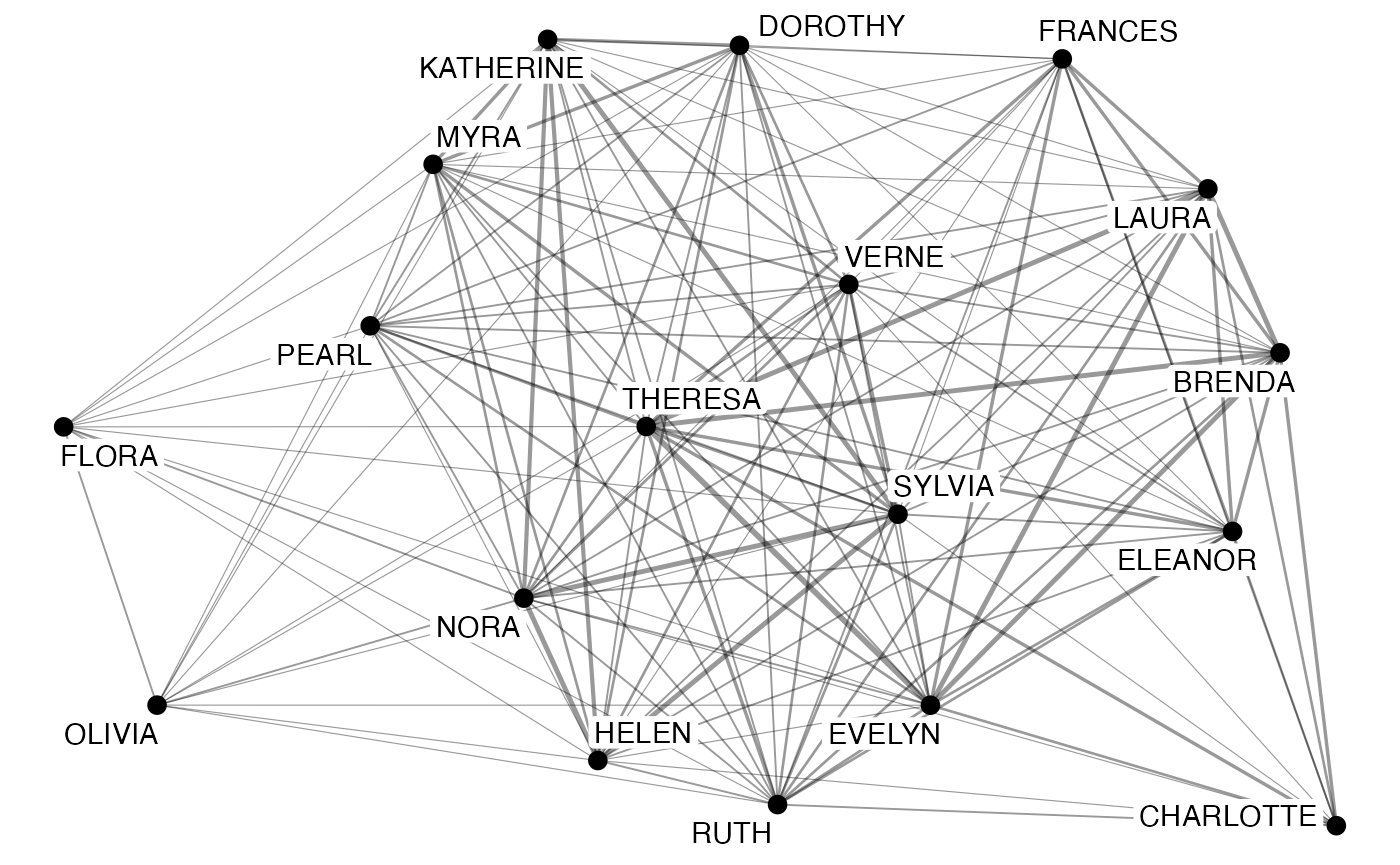 DOROTHY
FRANCES
KATHERINE
MYRA
LAURA
VERNE
PEARL
BRENDA
THERESA
FLORA
SYLVIA
ELEANOR
NORA
HELEN
EVELYN
OLIVIA
CHARLOTTE
RUTH